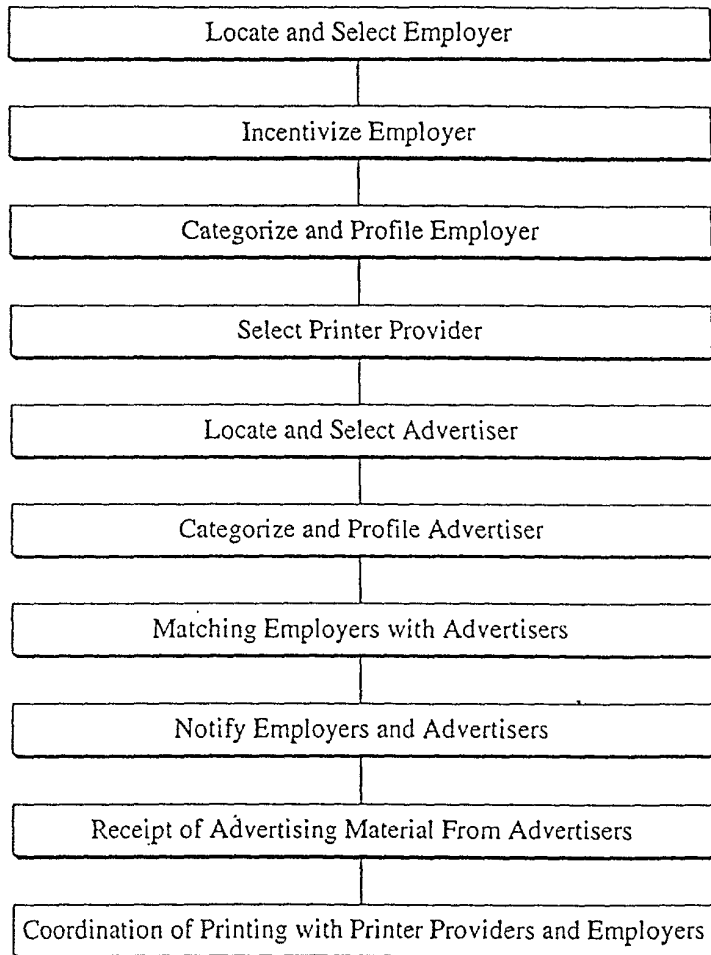 Locate and Select Employer
Incentivize Employer
Categorize and Profile Employer
Select Printer Provider
Locate and Select Advertiser
Categorize and Profile Advertiser
Matching Employers with Advertisers
Notify Employers and Advertisers
Receipt of Advertising Material From Advertisers
Coordination of Printing with Printer Providers and Employers